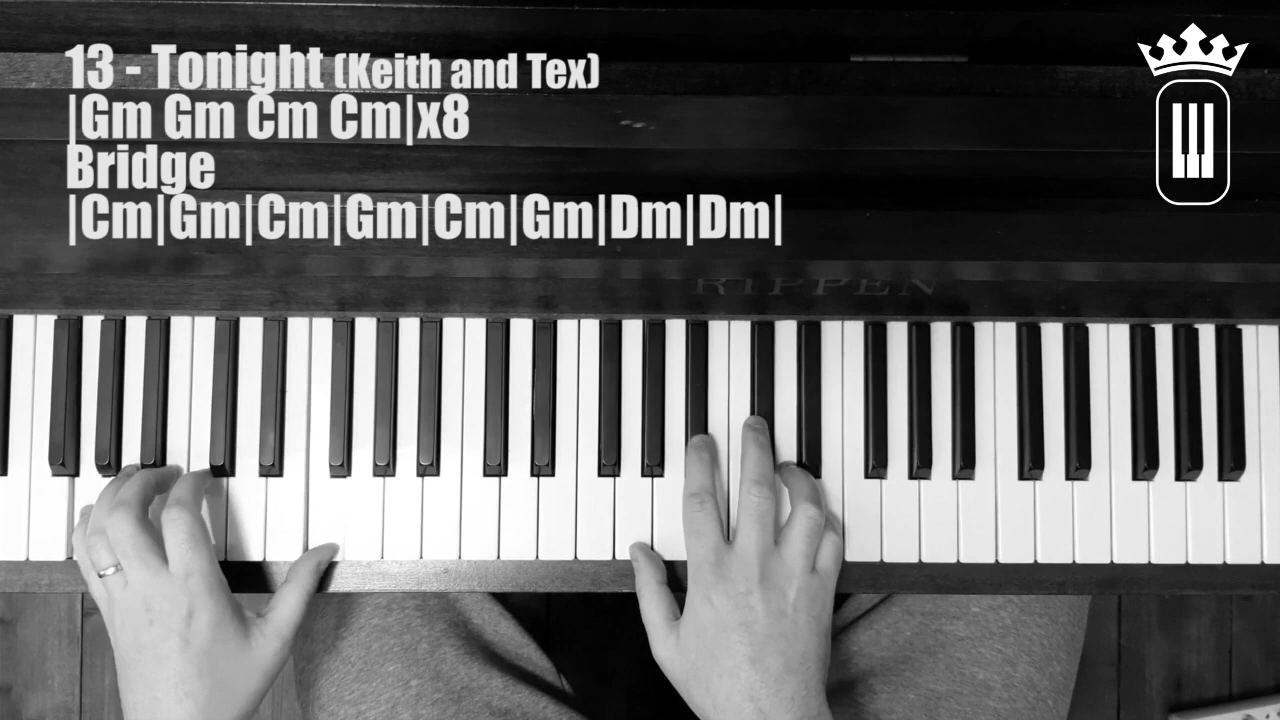 13 - Tonight (Keith and Tex)
|Gm Gm Cm Cm|x8
Bridge
|Cm|Gm|Cm|Gm|Cm|Gm|Dm|Dm|
RIPPEN